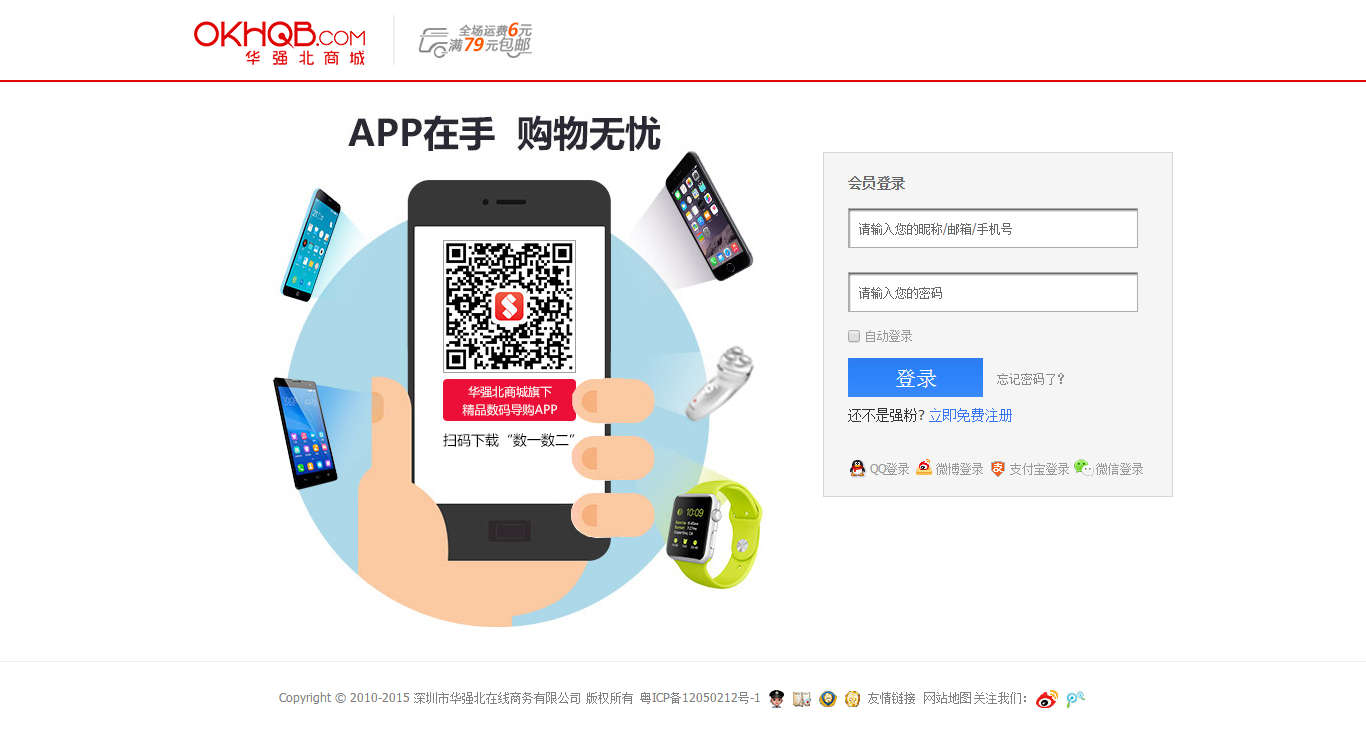 OKHQB.COM
华强北商城
全场运费6元
满79元包邮
APP在手 购物无忧
华强北商城旗下
精品数码导购APP
扫码下载“数一数二”
10:09
会员登录
请输入您的昵称/邮箱/手机号
请输入您的密码
自动登录
登录 忘记密码了？
还不是强粉？立即免费注册
QQ登录 微博登录 支付宝登录 微信登录
Copyright © 2010-2015 深圳市华强北在线商务有限公司 版权所有 粤ICP备12050212号-1 友情链接 网站地图 关注我们：